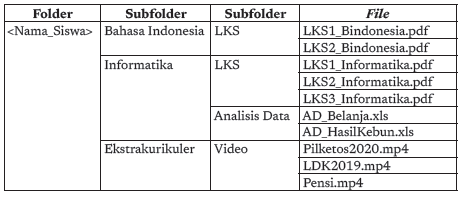 Folder Subfolder Subfolder File
<Nama_Siswa> Bahasa Indonesia LKS LKS1_Bindonesia.pdf
LKS2_Bindonesia.pdf
Informatika LKS LKS1_Informatika.pdf
LKS2_Informatika.pdf
LKS3_Informatika.pdf
Analisis Data AD_Belanja.xls
AD_HasilKebun.xls
Ekstrakurikuler Video Pilketos2020.mp4
LDK2019.mp4
Pensi.mp4